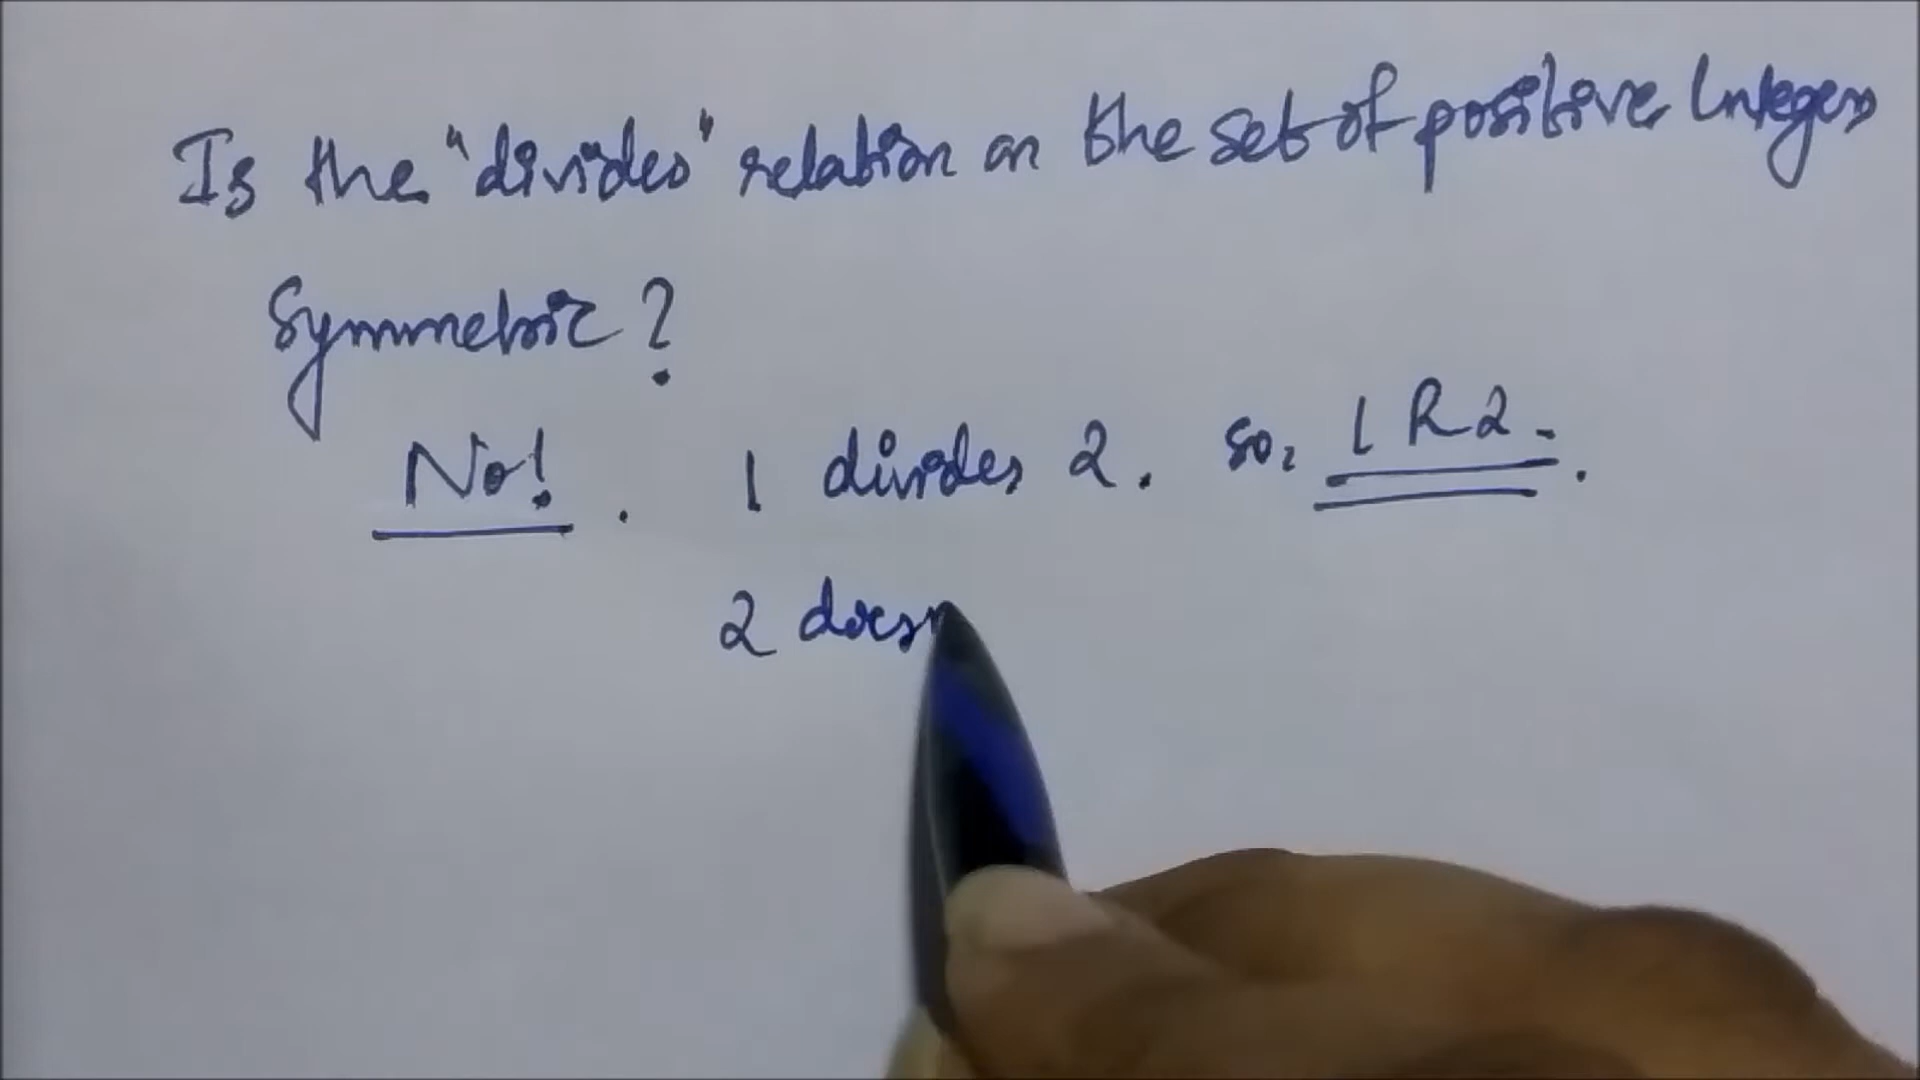 Is the "divides" relation on the set of positive Integers
Symmetric?
No! . 1 divides 2. so, 1 R 2. .
2 doesn